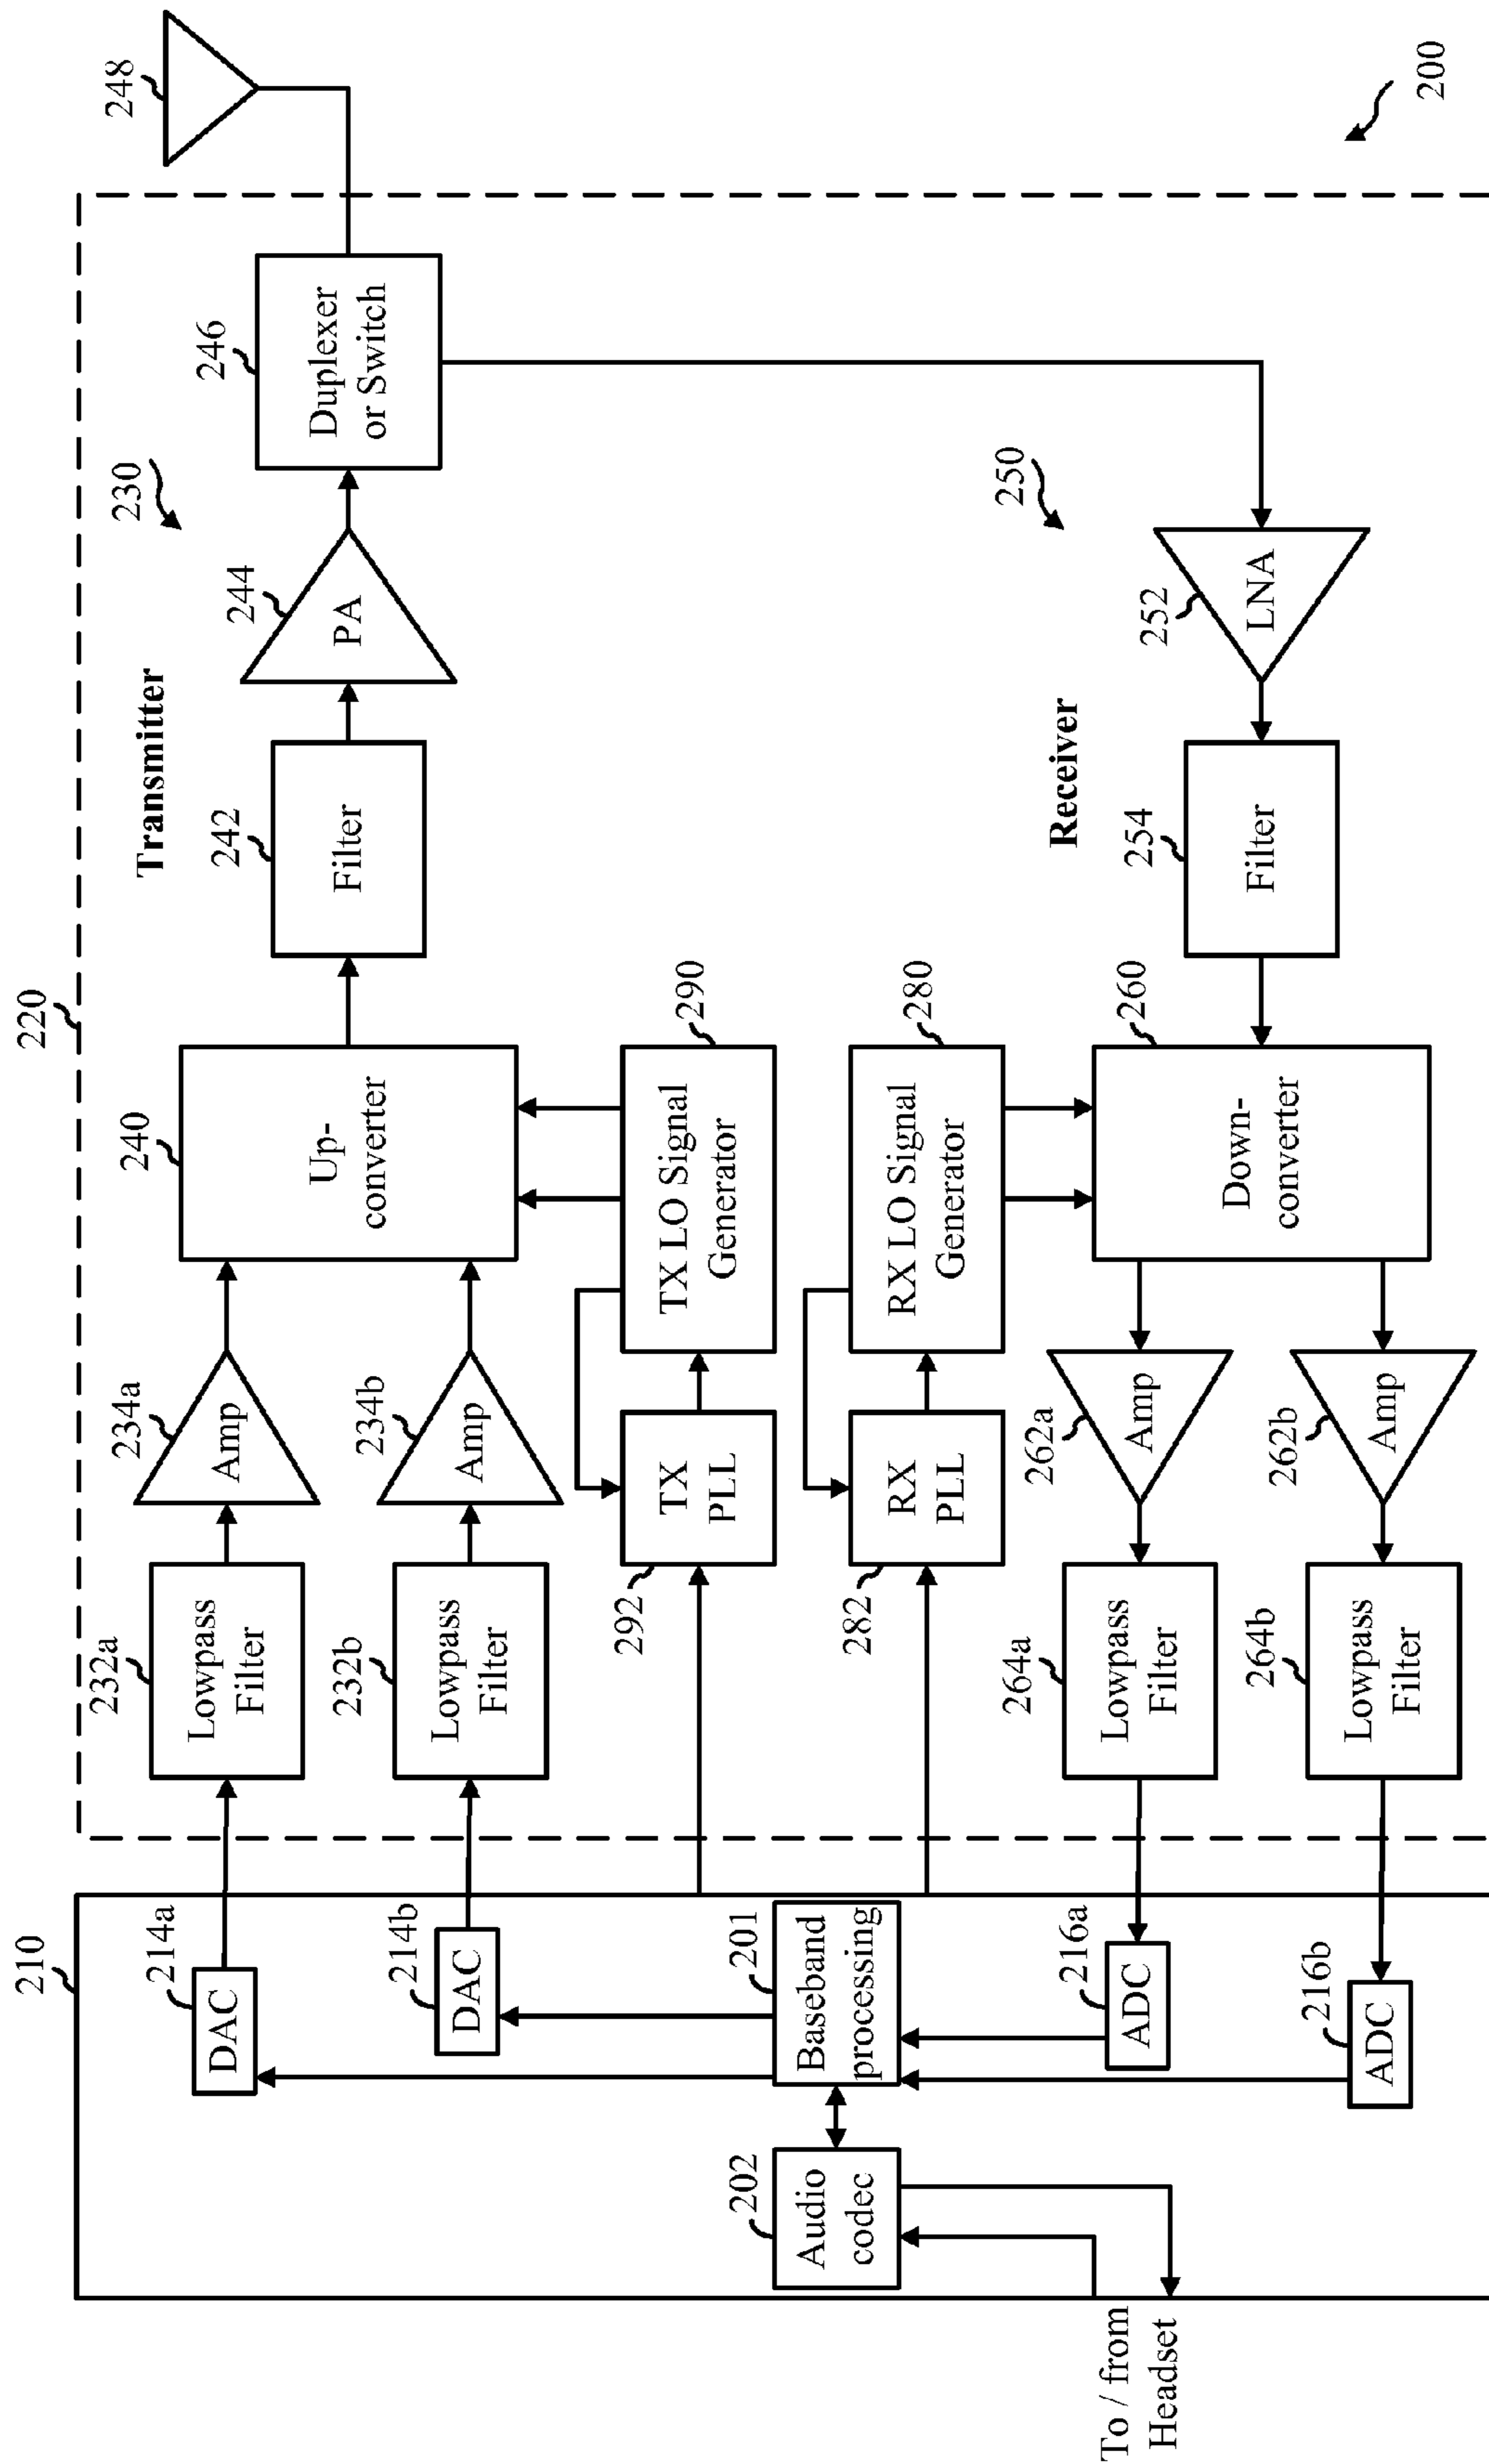 220
248
210
232a
234a
240
Transmitter
230
242
244
246
214a
DAC
Lowpass
Filter
Amp
Up-
converter
Filter
PA
Duplexer
or Switch
214b
DAC
232b
Lowpass
Filter
234b
Amp
292
TX
PLL
TX LO Signal
Generator
290
202
Audio
codec
201
Baseband
processing
282
RX
PLL
RX LO Signal
Generator
280
To / from
Headset
216a
ADC
264a
Lowpass
Filter
262a
Amp
260
Down-
converter
Receiver
250
254
Filter
252
LNA
216b
ADC
264b
Lowpass
Filter
262b
Amp
200